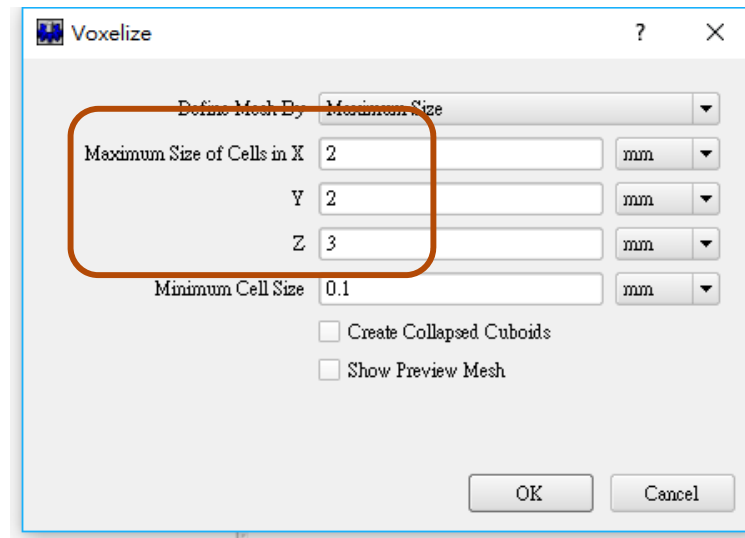 Voxelize ?
Define Mesh By Maximum Size
Maximum Size of Cells in X 2 mm
Y 2 mm
Z 3 mm
Minimum Cell Size 0.1 mm
Create Collapsed Cuboids
Show Preview Mesh
OK Cancel